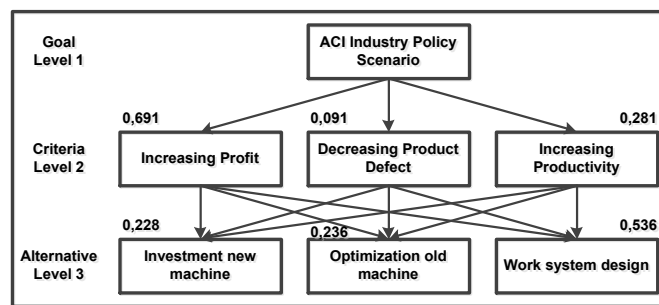 Goal
Level 1
ACI Industry Policy
Scenario
0,691
0,091
0,281
Criteria
Level 2
Increasing Profit
Decreasing Product
Defect
Increasing
Productivity
0,228
0,236
0,536
Alternative
Level 3
Investment new
machine
Optimization old
machine
Work system design